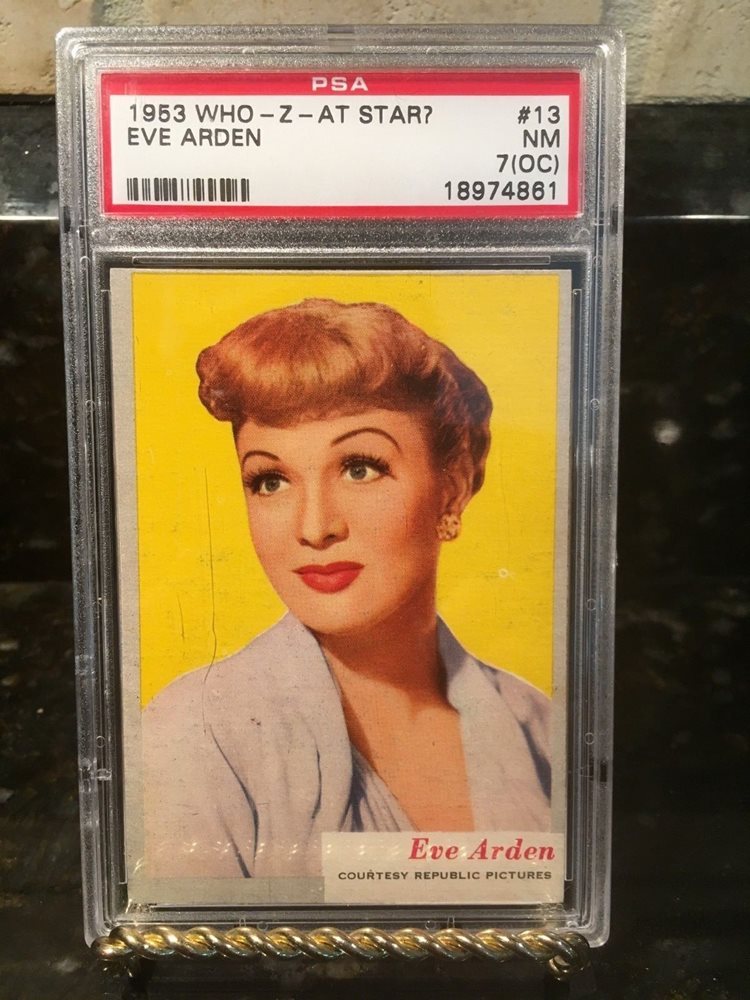 PSA
1953 WHO-Z-AT STAR? #13
EVE ARDEN NM
7(OC)
18974861
Eve Arden
COURTESY REPUBLIC PICTURES